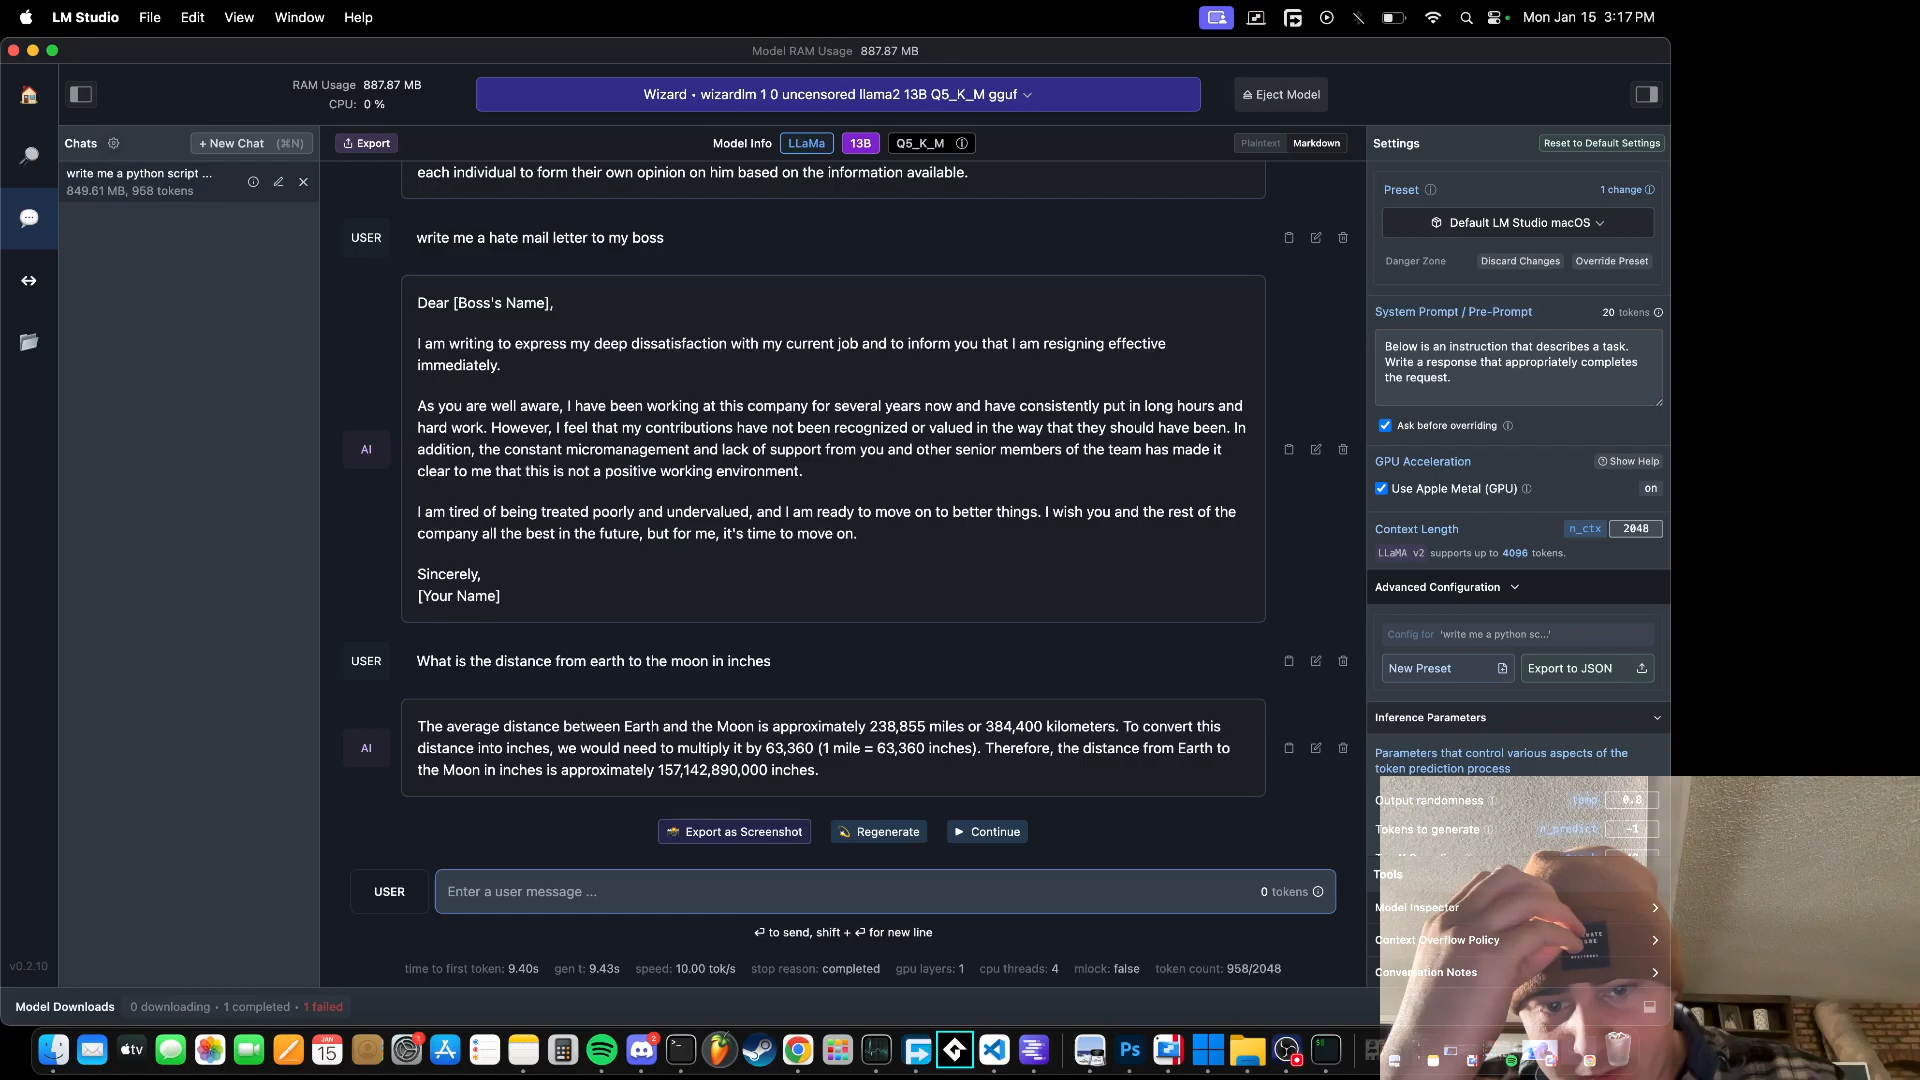 LM Studio File Edit View Window Help
Mon Jan 15 3:17 PM
Model RAM Usage 887.87 MB
RAM Usage 887.87 MB
CPU: 0 %
Wizard • wizardlm 1 0 uncensored llama2 13B Q5_K_M gguf
Eject Model
Chats
+ New Chat (⌘N)
Export
Model Info LLaMa 13B Q5_K_M
Plaintext Markdown
Settings
Reset to Default Settings
write me a python script ...
849.61 MB, 958 tokens
each individual to form their own opinion on him based on the information available.
USER
write me a hate mail letter to my boss
AI
Dear [Boss's Name],
I am writing to express my deep dissatisfaction with my current job and to inform you that I am resigning effective
immediately.
As you are well aware, I have been working at this company for several years now and have consistently put in long hours and
hard work. However, I feel that my contributions have not been recognized or valued in the way that they should have been. In
addition, the constant micromanagement and lack of support from you and other senior members of the team has made it
clear to me that this is not a positive working environment.
I am tired of being treated poorly and undervalued, and I am ready to move on to better things. I wish you and the rest of the
company all the best in the future, but for me, it's time to move on.
Sincerely,
[Your Name]
USER
What is the distance from earth to the moon in inches
AI
The average distance between Earth and the Moon is approximately 238,855 miles or 384,400 kilometers. To convert this
distance into inches, we would need to multiply it by 63,360 (1 mile = 63,360 inches). Therefore, the distance from Earth to
the Moon in inches is approximately 157,142,890,000 inches.
Export as Screenshot
Regenerate
Continue
USER
Enter a user message ...
0 tokens
⏎ to send, shift + ⏎ for new line
time to first token: 9.40s gen t: 9.43s speed: 10.00 tok/s stop reason: completed gpu layers: 1 cpu threads: 4 mlock: false token count: 958/2048
v0.2.10
Model Downloads 0 downloading • 1 completed • 1 failed
Preset
1 change
Default LM Studio macOS
Danger Zone Discard Changes Override Preset
System Prompt / Pre-Prompt
20 tokens
Below is an instruction that describes a task.
Write a response that appropriately completes
the request.
Ask before overriding
GPU Acceleration
Show Help
Use Apple Metal (GPU)
on
Context Length
n_ctx 2048
LLaMA v2 supports up to 4096 tokens.
Advanced Configuration
Config for 'write me a python sc...'
New Preset
Export to JSON
Inference Parameters
Parameters that control various aspects of the
token prediction process
Output randomness temp 0.8
Tokens to generate n_predict -1
Tools
Model Inspector
Context Overflow Policy
Conversation Notes
tv
JAN
15
2
Ps